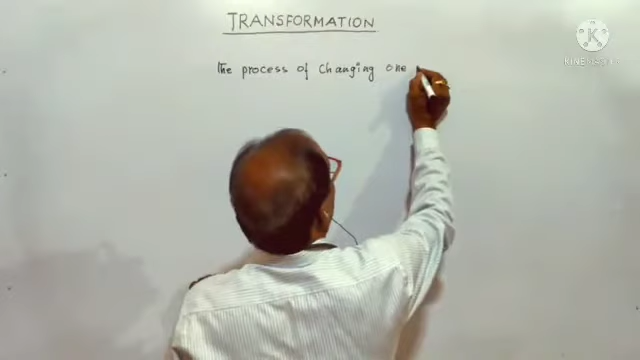 TRANSFORMATION
K
The process of Changing one